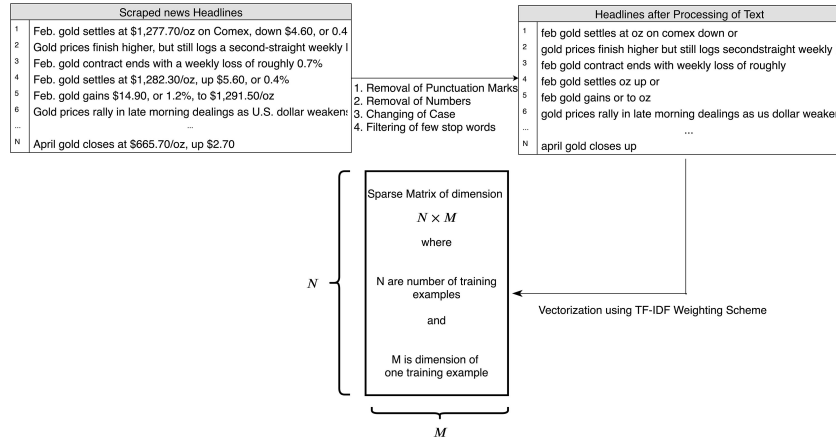 Scraped news Headlines
1 Feb. gold settles at $1,277.70/oz on Comex, down $4.60, or 0.4
2 Gold prices finish higher, but still logs a second-straight weekly l
3 Feb. gold contract ends with a weekly loss of roughly 0.7%
4 Feb. gold settles at $1,282.30/oz, up $5.60, or 0.4%
5 Feb. gold gains $14.90, or 1.2%, to $1,291.50/oz
6 Gold prices rally in late morning dealings as U.S. dollar weakens
... ...
N April gold closes at $665.70/oz, up $2.70
1. Removal of Punctuation Marks
2. Removal of Numbers
3. Changing of Case
4. Filtering of few stop words
Headlines after Processing of Text
1 feb gold settles at oz on comex down or
2 gold prices finish higher but still logs secondstraight weekly
3 feb gold contract ends with weekly loss of roughly
4 feb gold settles oz up or
5 feb gold gains or to oz
6 gold prices rally in late morning dealings as us dollar weake
... ...
N april gold closes up
Sparse Matrix of dimension
N × M
where
N are number of training
examples
and
M is dimension of
one training example
N
M
Vectorization using TF-IDF Weighting Scheme